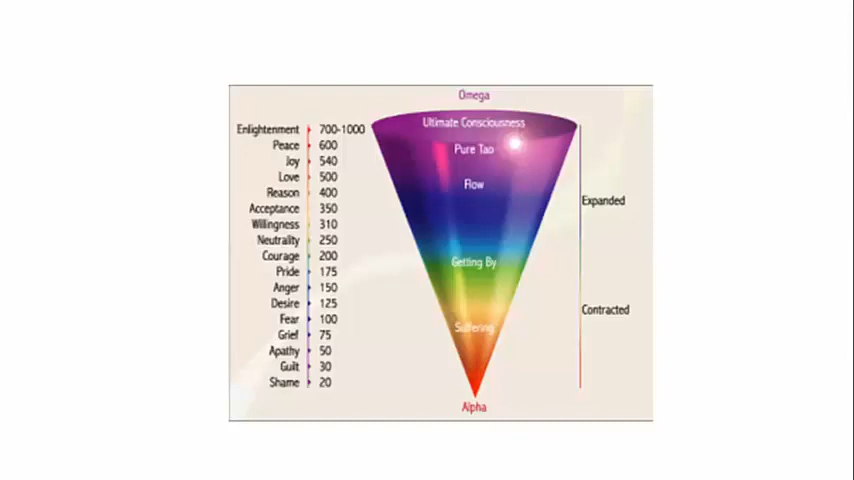 Omega
Enlightenment 700-1000
Peace 600
Joy 540
Love 500
Reason 400
Acceptance 350
Willingness 310
Neutrality 250
Courage 200
Pride 175
Anger 150
Desire 125
Fear 100
Grief 75
Apathy 50
Guilt 30
Shame 20
Ultimate Consciousness
Pure Tao
Flow
Getting By
Suffering
Alpha
Expanded
Contracted